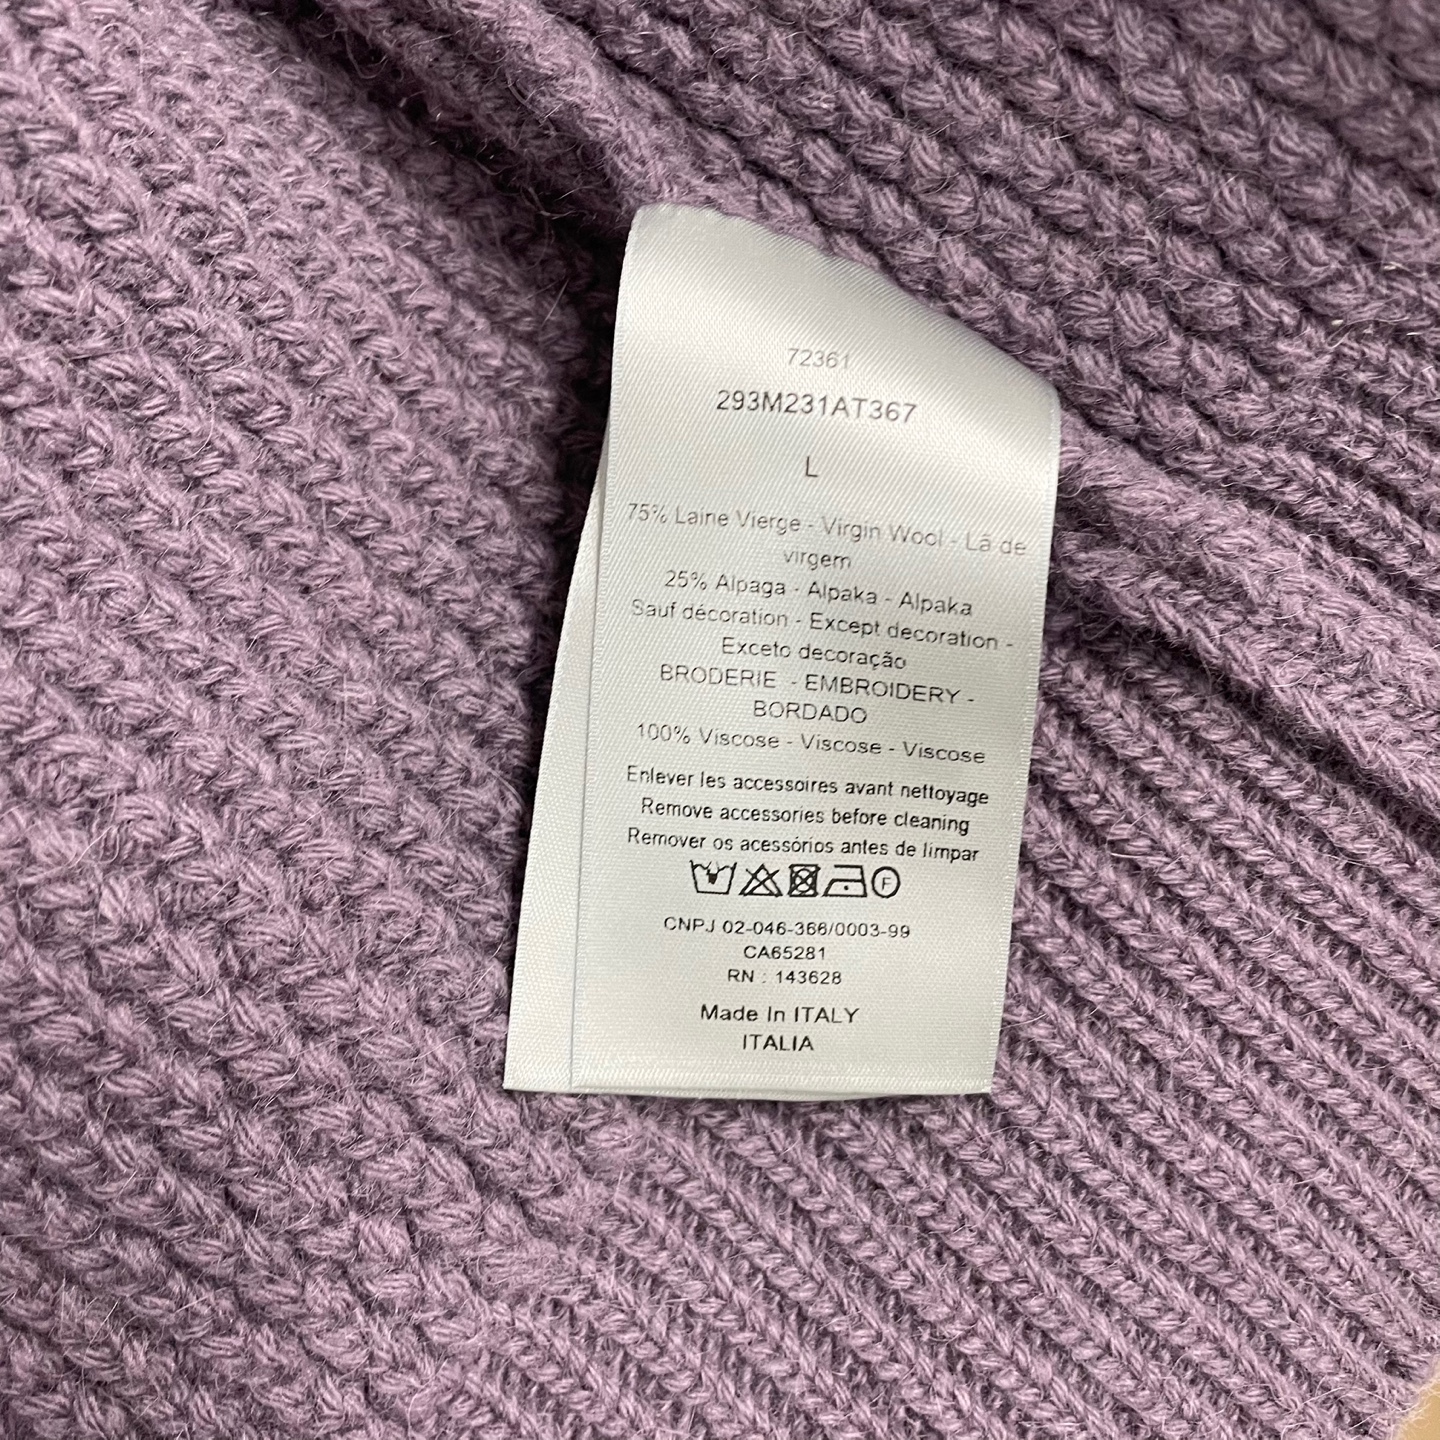 72361
293M231AT367
L
75% Laine Vierge - Virgin Wool - Lã de
virgem
25% Alpaga - Alpaka - Alpaka
Sauf décoration - Except decoration -
Exceto decoração
BRODERIE - EMBROIDERY -
BORDADO
100% Viscose - Viscose - Viscose
Enlever les accessoires avant nettoyage
Remove accessories before cleaning
Remover os acessórios antes de limpar
F
CNPJ 02-046-366/0003-99
CA65281
RN : 143628
Made In ITALY
ITALIA